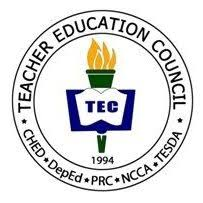 TEACHER EDUCATION COUNCIL
TEC
1994
CHED★DepEd★PRC★NCCA★TESDA